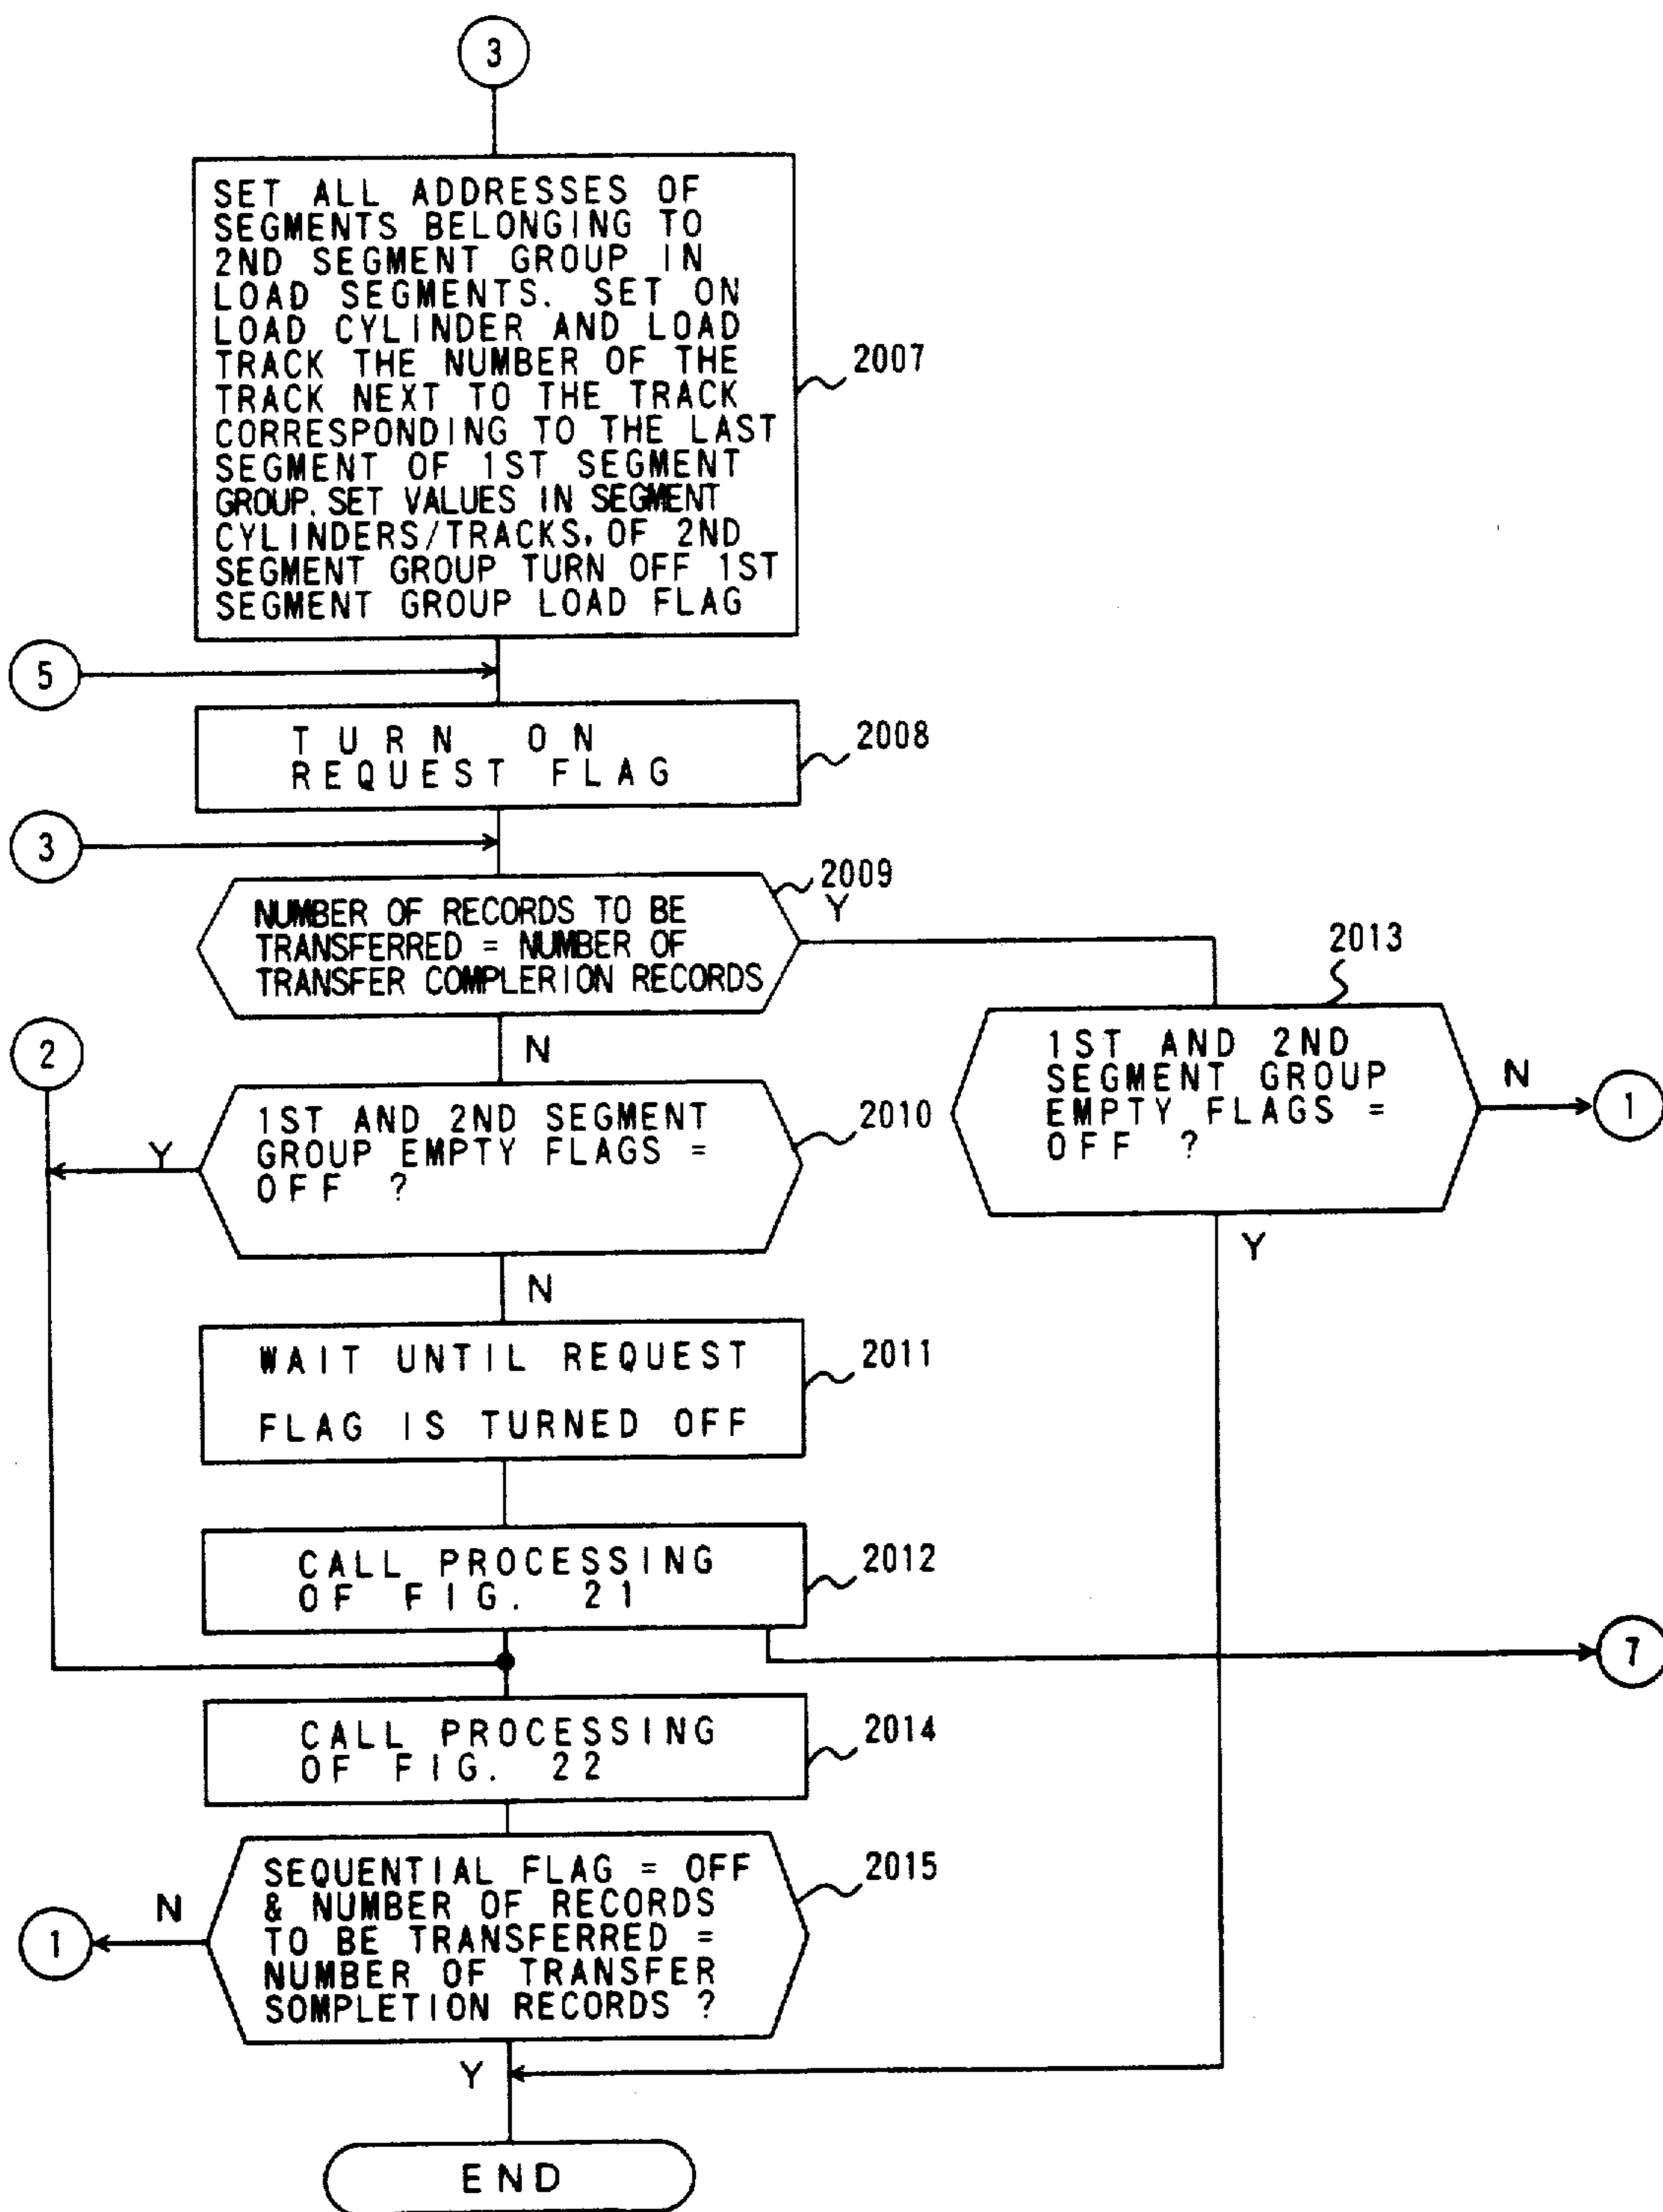 3
SET ALL ADDRESSES OF
SEGMENTS BELONGING TO
2ND SEGMENT GROUP IN
LOAD SEGMENTS. SET ON
LOAD CYLINDER AND LOAD
TRACK THE NUMBER OF THE
TRACK NEXT TO THE TRACK
CORRESPONDING TO THE LAST
SEGMENT OF 1ST SEGMENT
GROUP. SET VALUES IN SEGMENT
CYLINDERS/TRACKS, OF 2ND
SEGMENT GROUP TURN OFF 1ST
SEGMENT GROUP LOAD FLAG
2007
5
TURN ON
REQUEST FLAG
2008
3
2009
NUMBER OF RECORDS TO BE
TRANSFERRED = NUMBER OF
TRANSFER COMPLERION RECORDS
Y
N
2013
1ST AND 2ND
SEGMENT GROUP
EMPTY FLAGS =
OFF ?
N
1
Y
2
1ST AND 2ND SEGMENT
GROUP EMPTY FLAGS =
OFF ?
2010
Y
N
WAIT UNTIL REQUEST
FLAG IS TURNED OFF
2011
CALL PROCESSING
OF FIG. 21
2012
7
CALL PROCESSING
OF FIG. 22
2014
SEQUENTIAL FLAG = OFF
& NUMBER OF RECORDS
TO BE TRANSFERRED =
NUMBER OF TRANSFER
SOMPLETION RECORDS ?
2015
N
1
Y
END